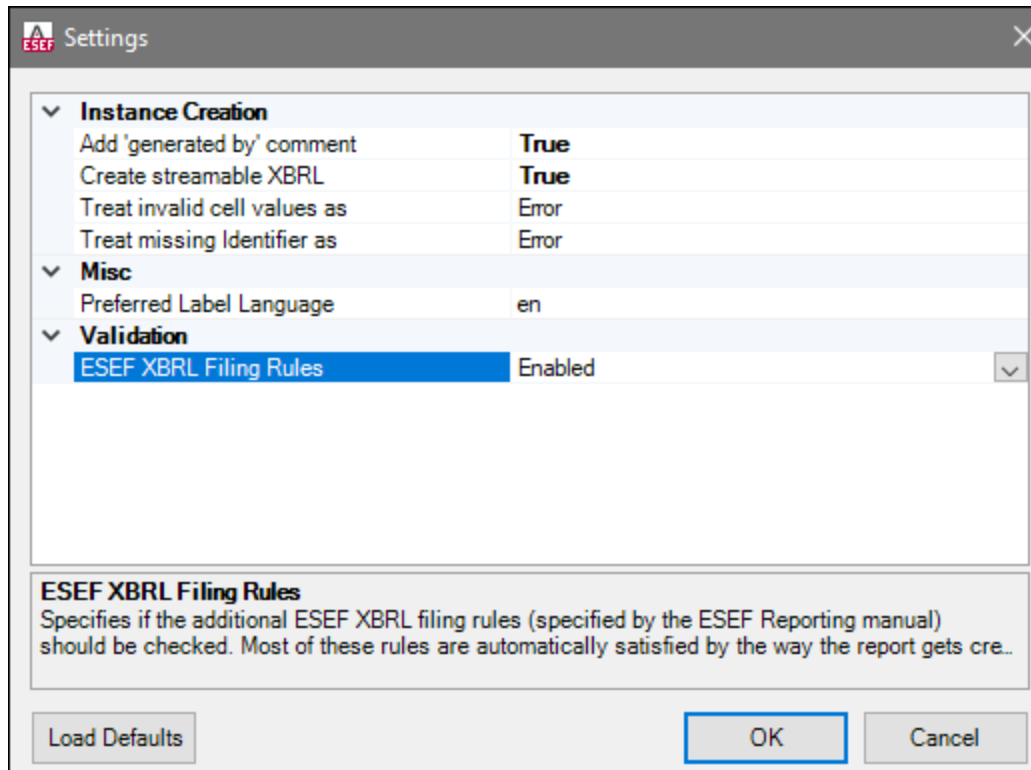 A
ESEF
Settings
Instance Creation
Add 'generated by' comment True
Create streamable XBRL True
Treat invalid cell values as Error
Treat missing Identifier as Error
Misc
Preferred Label Language en
Validation
ESEF XBRL Filing Rules Enabled
ESEF XBRL Filing Rules
Specifies if the additional ESEF XBRL filing rules (specified by the ESEF Reporting manual)
should be checked. Most of these rules are automatically satisfied by the way the report gets cre...
Load Defaults OK Cancel